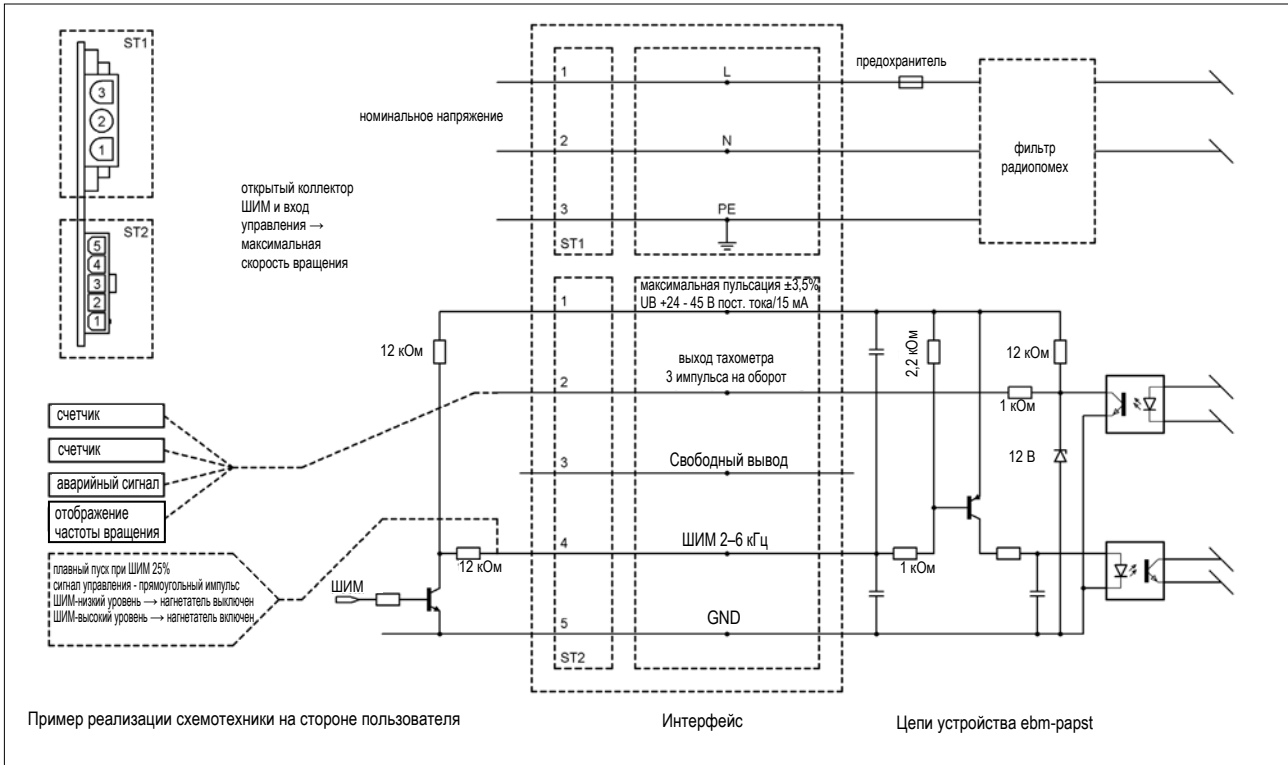 ST1
3
2
1
ST2
5
4
3
2
1
номинальное напряжение
открытый коллектор
ШИМ и вход
управления →
максимальная
скорость вращения
1
L
2
N
3
PE
ST1
предохранитель
фильтр
радиопомех
максимальная пульсация ±3,5%
1
UB +24 - 45 В пост. тока/15 мА
12 кОм
2,2 кОм
12 кОм
выход тахометра
2
3 импульса на оборот
1 кОм
12 В
3
Свободный вывод
счетчик
счетчик
аварийный сигнал
отображение
частоты вращения
4
ШИМ 2–6 кГц
12 кОм
1 кОм
плавный пуск при ШИМ 25%
сигнал управления - прямоугольный импульс
ШИМ-низкий уровень → нагнетатель выключен
ШИМ-высокий уровень → нагнетатель включен
ШИМ
5
GND
ST2
Пример реализации схемотехники на стороне пользователя
Интерфейс
Цепи устройства ebm-papst